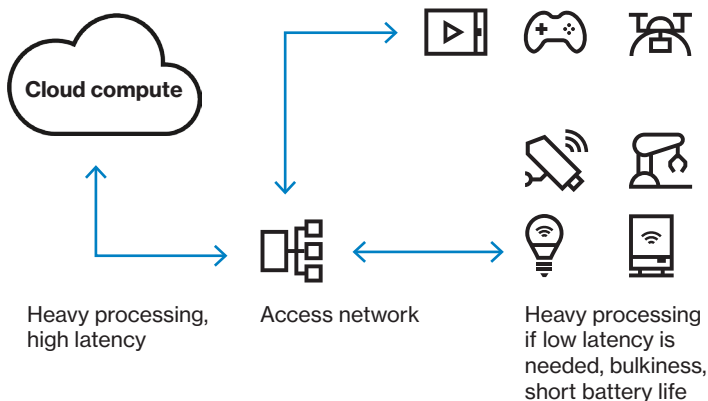 Cloud compute
Heavy processing,
high latency
Access network
Heavy processing
if low latency is
needed, bulkiness,
short battery life